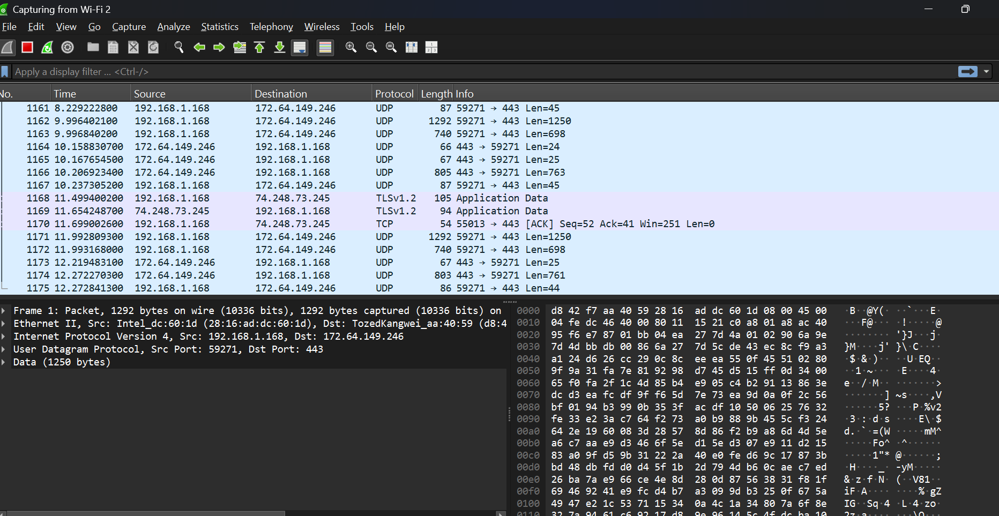 Capturing from Wi-Fi 2
File Edit View Go Capture Analyze Statistics Telephony Wireless Tools Help
Apply a display filter ... <Ctrl-/>
No. Time Source Destination Protocol Length Info
1161 8.229222800 192.168.1.168 172.64.149.246 UDP 87 59271 → 443 Len=45
1162 9.996402100 192.168.1.168 172.64.149.246 UDP 1292 59271 → 443 Len=1250
1163 9.996840200 192.168.1.168 172.64.149.246 UDP 740 59271 → 443 Len=698
1164 10.158830700 172.64.149.246 192.168.1.168 UDP 66 443 → 59271 Len=24
1165 10.167654500 172.64.149.246 192.168.1.168 UDP 67 443 → 59271 Len=25
1166 10.206923400 172.64.149.246 192.168.1.168 UDP 805 443 → 59271 Len=763
1167 10.237305200 192.168.1.168 172.64.149.246 UDP 87 59271 → 443 Len=45
1168 11.499400200 192.168.1.168 74.248.73.245 TLSv1.2 105 Application Data
1169 11.654248700 74.248.73.245 192.168.1.168 TLSv1.2 94 Application Data
1170 11.699002600 192.168.1.168 74.248.73.245 TCP 54 55013 → 443 [ACK] Seq=52 Ack=41 Win=251 Len=0
1171 11.992809300 192.168.1.168 172.64.149.246 UDP 1292 59271 → 443 Len=1250
1172 11.993168000 192.168.1.168 172.64.149.246 UDP 740 59271 → 443 Len=698
1173 12.219483100 172.64.149.246 192.168.1.168 UDP 67 443 → 59271 Len=25
1174 12.272270300 172.64.149.246 192.168.1.168 UDP 803 443 → 59271 Len=761
1175 12.272841300 192.168.1.168 172.64.149.246 UDP 86 59271 → 443 Len=44
Frame 1: Packet, 1292 bytes on wire (10336 bits), 1292 bytes captured (10336 bits) on
Ethernet II, Src: Intel_dc:60:1d (28:16:ad:dc:60:1d), Dst: TozedKangwei_aa:40:59 (d8:4
Internet Protocol Version 4, Src: 192.168.1.168, Dst: 172.64.149.246
User Datagram Protocol, Src Port: 59271, Dst Port: 443
Data (1250 bytes)
0000 d8 42 f7 aa 40 59 28 16 ad dc 60 1d 08 00 45 00 ·B··@Y(· ··`···E·
0010 04 fe dc 46 40 00 80 11 15 21 c0 a8 01 a8 ac 40 ···F@··· ·!·····@
0020 95 f6 e7 87 01 bb 04 ea 27 7d 4a 01 02 90 6a 9e ········ '}J···j·
0030 7d 4d bb db 00 86 6a 27 7d 5c de 43 ec 8c f9 a3 }M····j' }\·C····
0040 a1 24 d6 26 cc 29 0c 8c ee ea 55 0f 45 51 02 80 ·$·&·)·· ··U·EQ··
0050 9f 9a 31 fa 7e 81 92 98 d7 45 d5 15 ff 0d 34 00 ··1·~··· ·E····4·
0060 65 f0 fa 2f 1c 4d 85 b4 e9 05 c4 b2 91 13 86 3e e··/·M·· ·······>
0070 dc d3 ea fc df 9f f6 5d 7e 73 ea 9d 0a 0f 2c 56 ·······] ~s····,V
0080 bf 01 94 b3 99 0b 35 3f ac df 10 50 06 25 76 32 ······5? ···P·%v2
0090 fe 33 e2 3a c7 64 f2 73 a0 b9 88 9b 45 5c f3 24 ·3·:·d·s ····E\·$
00a0 64 2e 19 60 08 3d 28 57 8d 86 f2 b9 a8 6d 4d 5e d.·`·=(W ·····mM^
00b0 a6 c7 aa e9 d3 46 6f 5e d1 5e d3 07 e9 11 d2 15 ·····Fo^ ·^······
00c0 83 a0 9f d5 9b 31 22 2a 40 e0 fe d6 9c 17 87 3b ·····1"* @······;
00d0 bd 48 db fd d0 d4 5f 1b 2d 79 4d b6 0c ae c7 ed ·H····_· -yM·····
00e0 26 ba 7a e9 66 ce 4e 8d 28 0d 87 56 38 31 f8 1f &·z·f·N· (··V81··
00f0 69 46 92 41 e9 fc d4 b7 a3 09 9d b3 25 0f 67 5a iF·A···· ····%·gZ
0100 49 47 e2 1c 53 71 15 34 0a 4c 1a 34 80 7a 6f 8e IG··Sq·4 ·L·4·zo·
0110 32 7a 94 61 c6 92 17 d8 9e 96 14 5c 4f dc ba 10